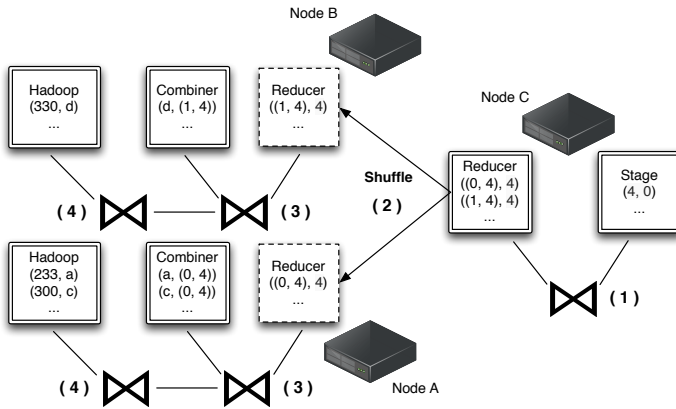 Node B
Hadoop
(330, d)
...
Combiner
(d, (1, 4))
...
Reducer
((1, 4), 4)
...
Node C
Reducer
((0, 4), 4)
((1, 4), 4)
...
Stage
(4, 0)
...
Shuffle
( 2 )
( 4 )
( 3 )
( 1 )
Hadoop
(233, a)
(300, c)
...
Combiner
(a, (0, 4))
(c, (0, 4))
...
Reducer
((0, 4), 4)
...
( 4 )
( 3 )
Node A